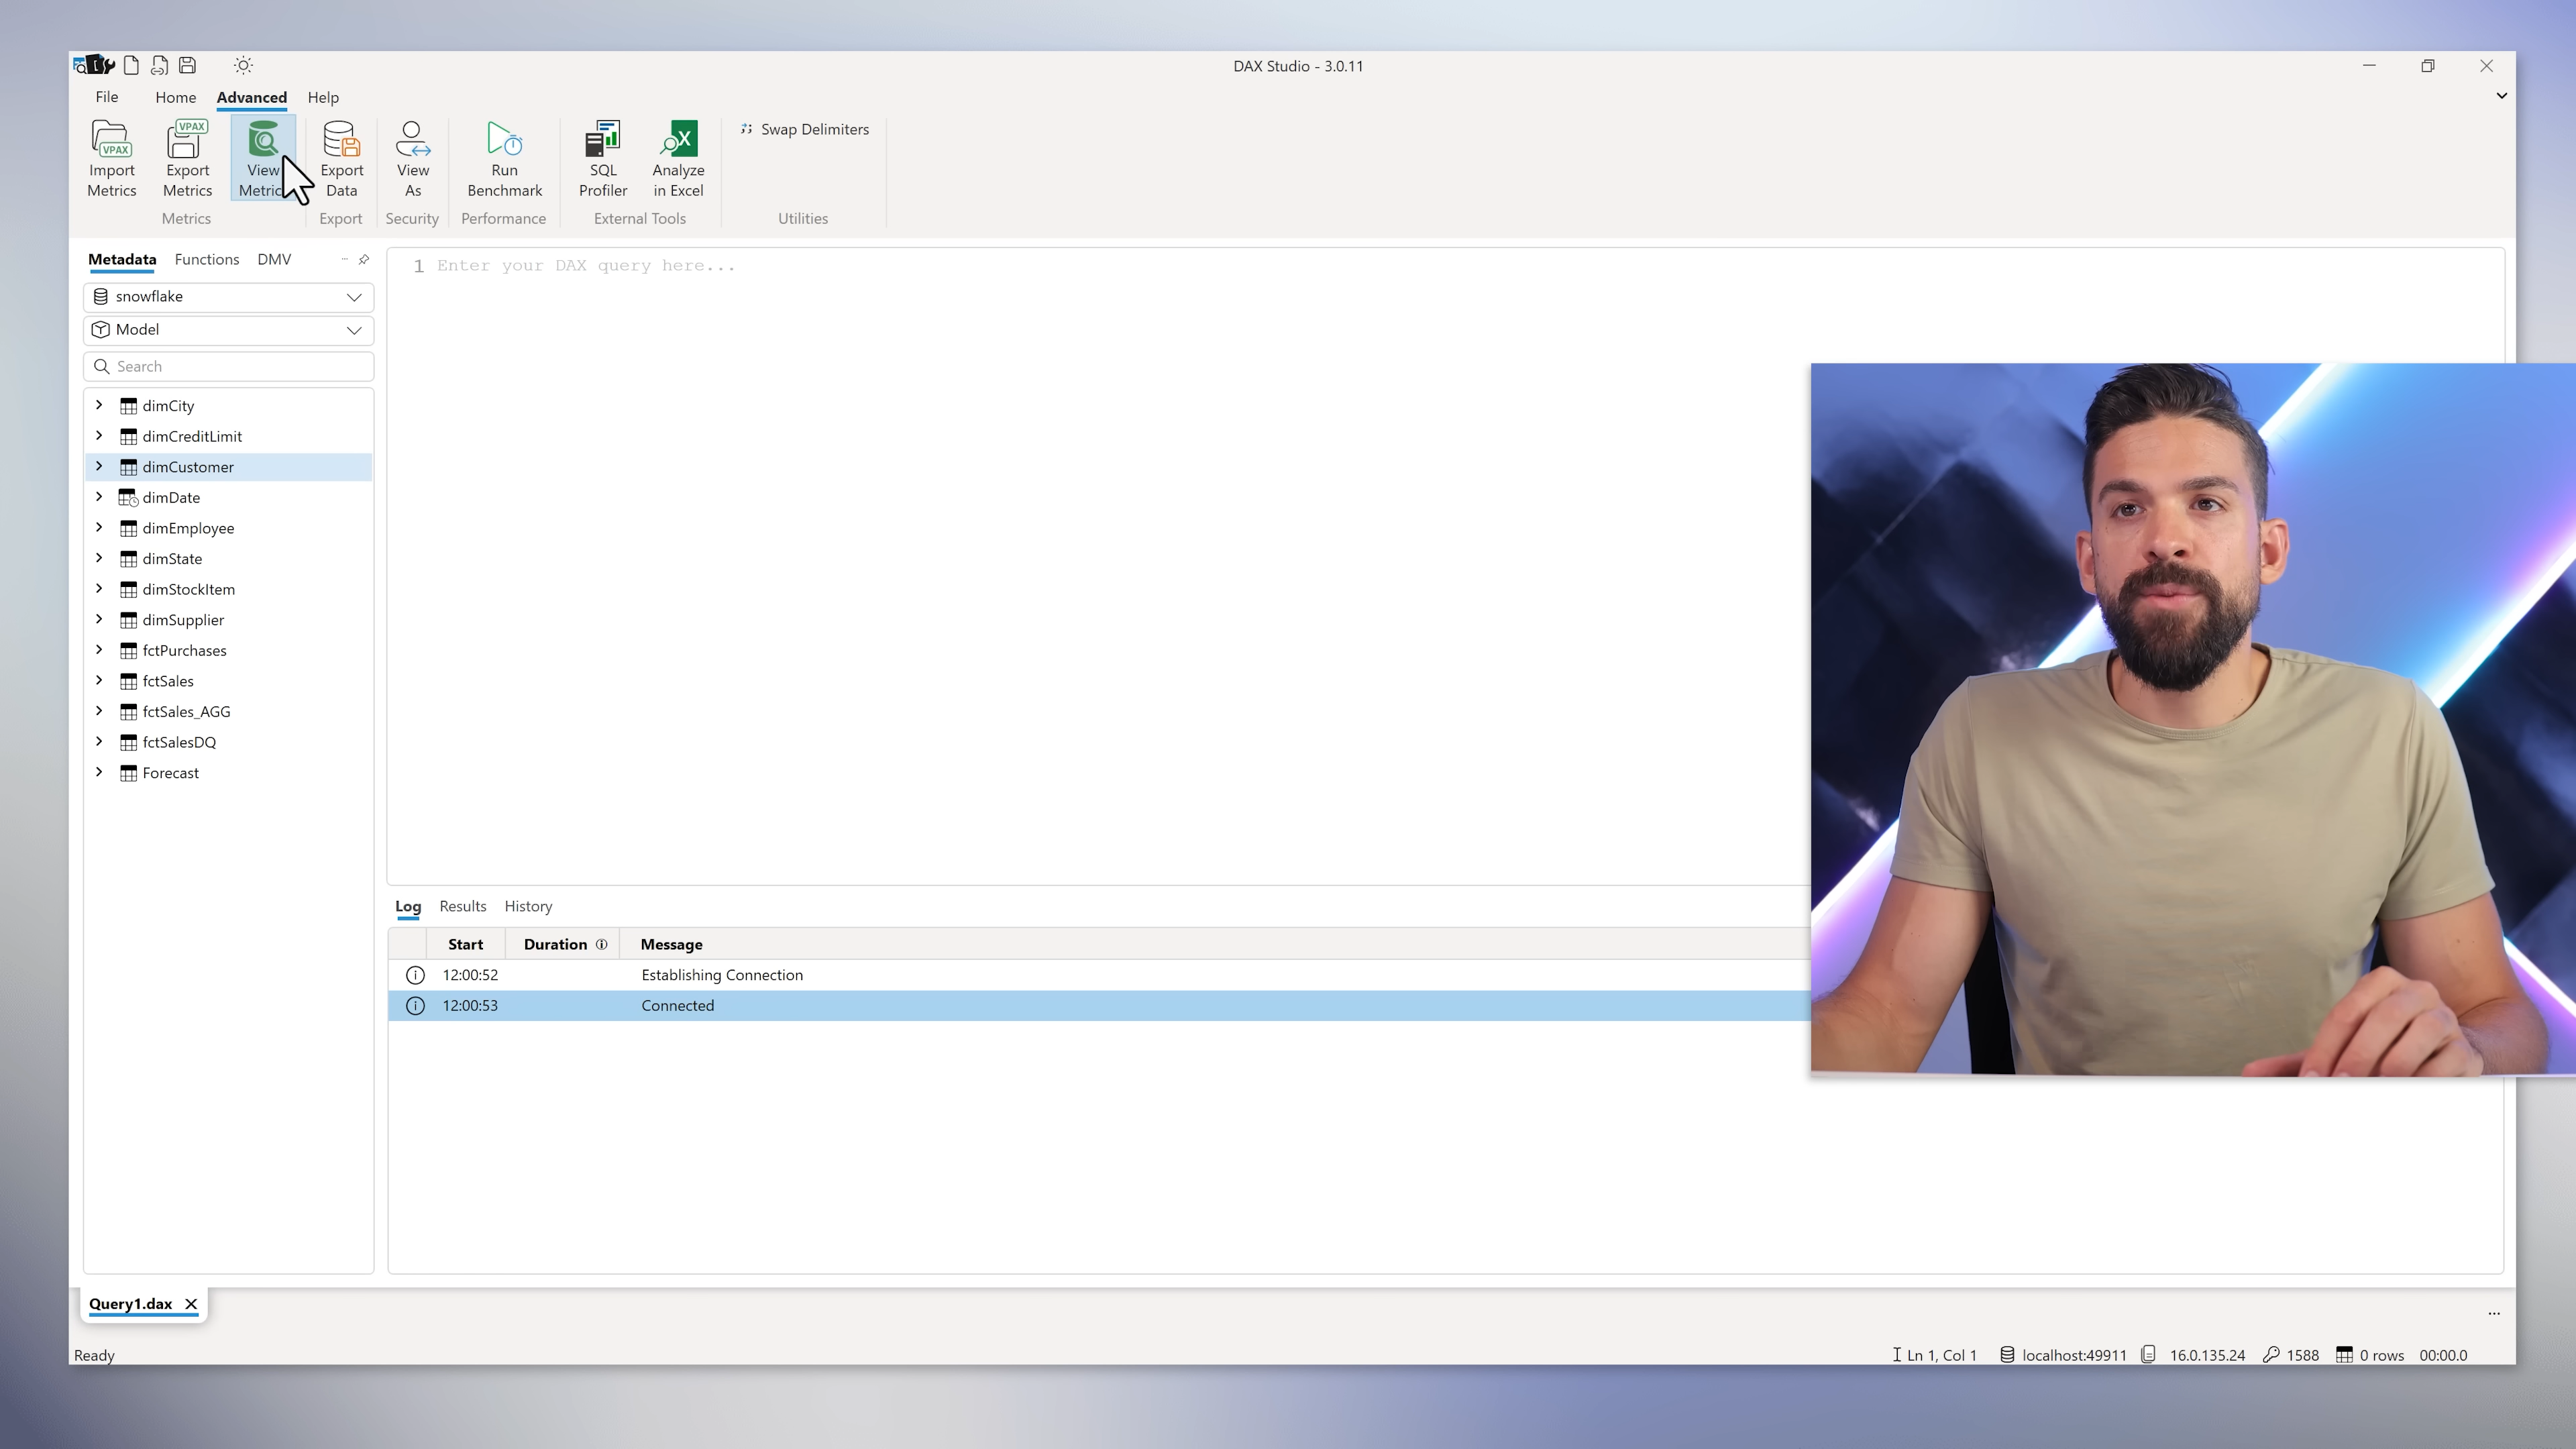 DAX Studio - 3.0.11
File Home Advanced Help
VPAX
VPAX
Import Metrics
Export Metrics
View
Export Data
View As
Run Benchmark
SQL Profiler
Analyze in Excel
Swap Delimiters
Metrics Export Security Performance External Tools Utilities
Metadata Functions DMV
snowflake
Model
Search
dimCity
dimCreditLimit
dimCustomer
dimDate
dimEmployee
dimState
dimStockItem
dimSupplier
fctPurchases
fctSales
fctSales_AGG
fctSalesDQ
Forecast
1 Enter your DAX query here...
Log Results History
Start Duration Message
12:00:52 Establishing Connection
12:00:53 Connected
Query1.dax
Ready
Ln 1, Col 1 localhost:49911 16.0.135.24 1588 0 rows 00:00.0